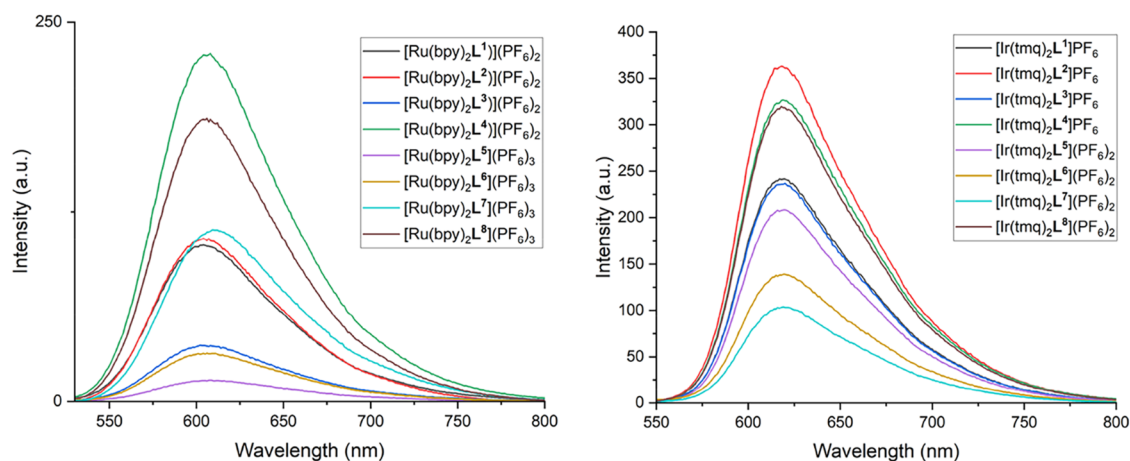 250
0
Intensity (a.u.)
550 600 650 700 750 800
Wavelength (nm)
[Ru(bpy)₂L¹)](PF₆)₂
[Ru(bpy)₂L²)](PF₆)₂
[Ru(bpy)₂L³)](PF₆)₂
[Ru(bpy)₂L⁴)](PF₆)₂
[Ru(bpy)₂L⁵](PF₆)₃
[Ru(bpy)₂L⁶](PF₆)₃
[Ru(bpy)₂L⁷](PF₆)₃
[Ru(bpy)₂L⁸](PF₆)₃
400
350
300
250
200
150
100
50
0
Intensity (a.u.)
550 600 650 700 750 800
Wavelength (nm)
[Ir(tmq)₂L¹]PF₆
[Ir(tmq)₂L²]PF₆
[Ir(tmq)₂L³]PF₆
[Ir(tmq)₂L⁴]PF₆
[Ir(tmq)₂L⁵](PF₆)₂
[Ir(tmq)₂L⁶](PF₆)₂
[Ir(tmq)₂L⁷](PF₆)₂
[Ir(tmq)₂L⁸](PF₆)₂